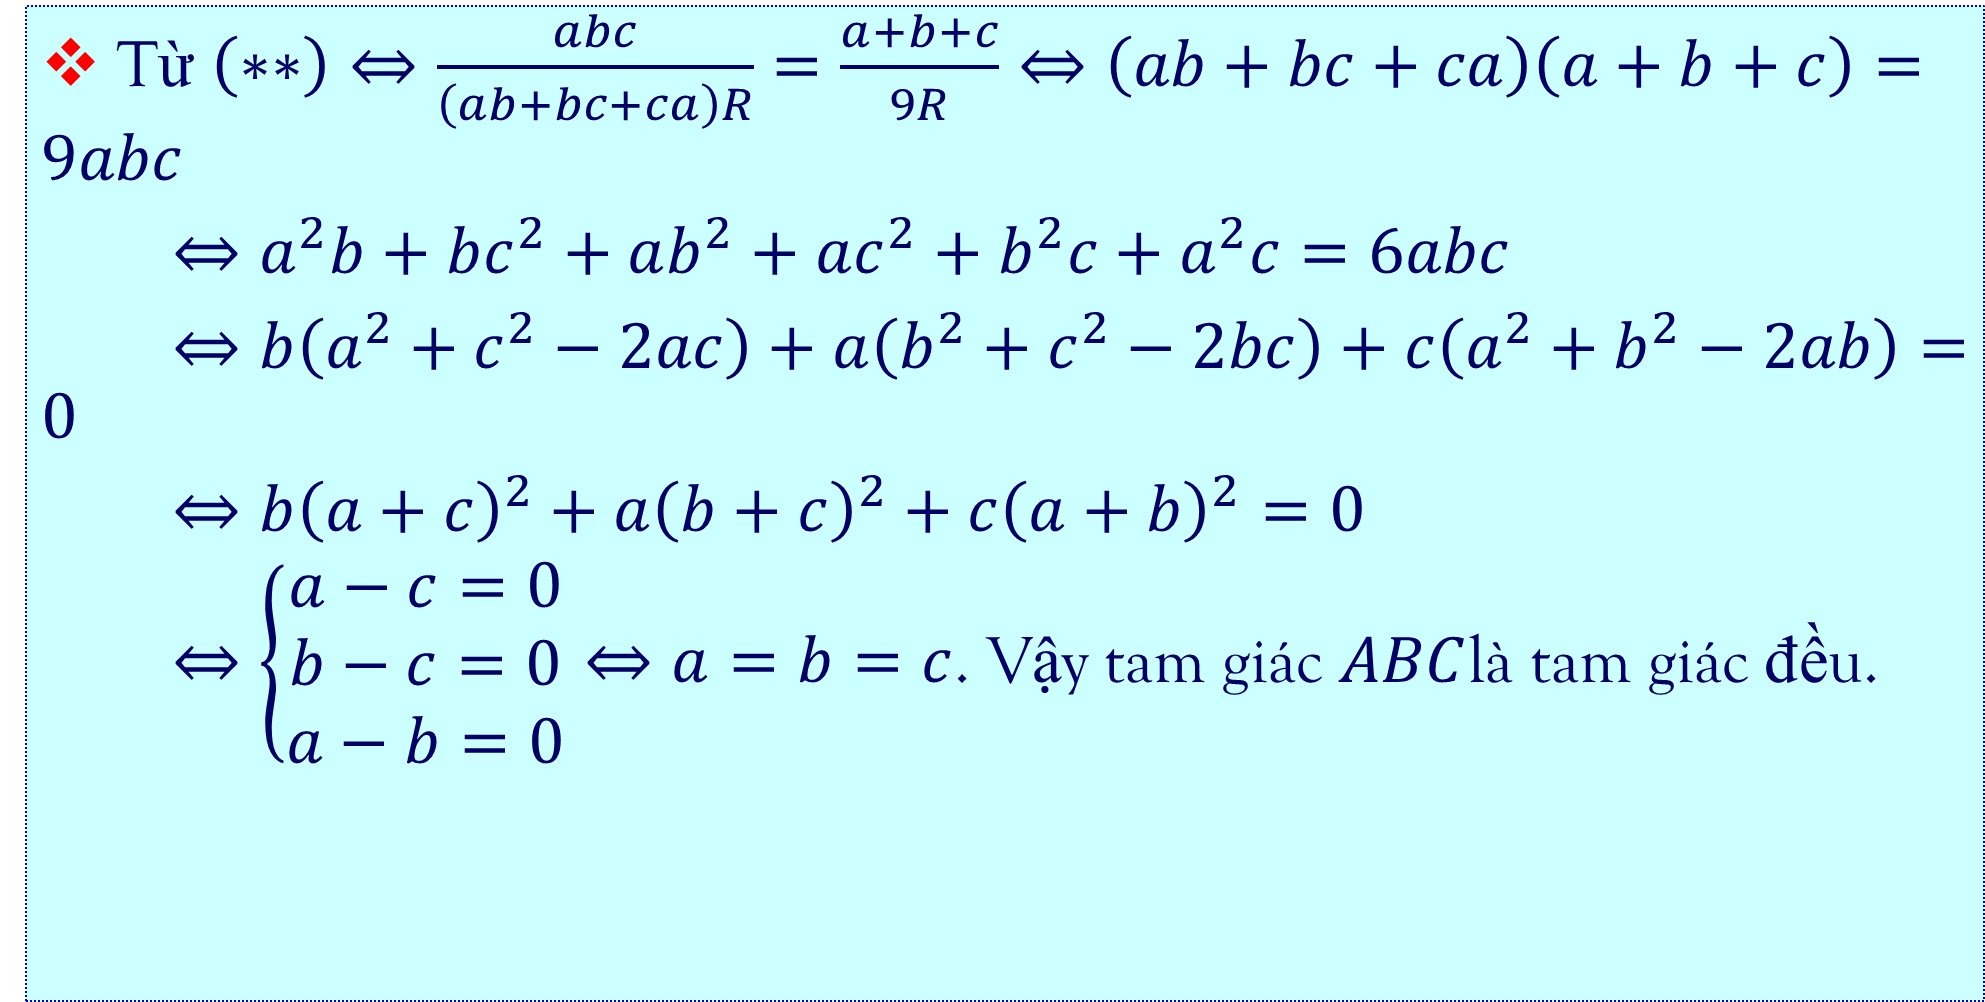 ❖ Từ (∗∗) ⇔ abc/((ab+bc+ca)R) = (a+b+c)/(9R) ⇔ (ab + bc + ca)(a + b + c) =
9abc
⇔ a²b + bc² + ab² + ac² + b²c + a²c = 6abc
⇔ b(a² + c² − 2ac) + a(b² + c² − 2bc) + c(a² + b² − 2ab) =
0
⇔ b(a + c)² + a(b + c)² + c(a + b)² = 0
a − c = 0
⇔ { b − c = 0 ⇔ a = b = c. Vậy tam giác ABC là tam giác đều.
a − b = 0